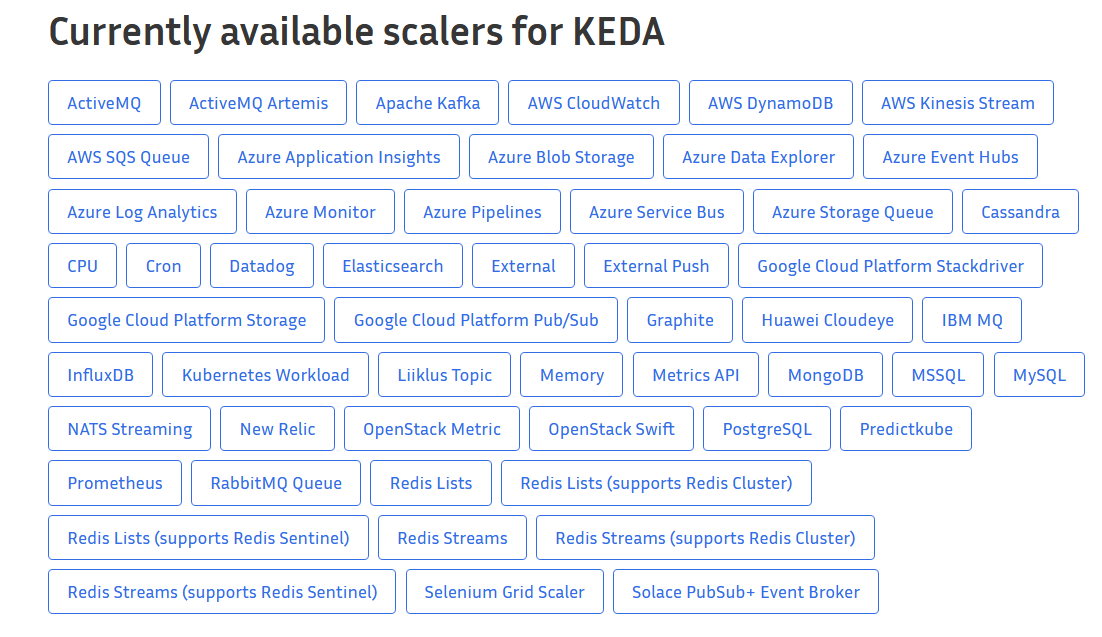 Currently available scalers for KEDA
ActiveMQ ActiveMQ Artemis Apache Kafka AWS CloudWatch AWS DynamoDB AWS Kinesis Stream
AWS SQS Queue Azure Application Insights Azure Blob Storage Azure Data Explorer Azure Event Hubs
Azure Log Analytics Azure Monitor Azure Pipelines Azure Service Bus Azure Storage Queue Cassandra
CPU Cron Datadog Elasticsearch External External Push Google Cloud Platform Stackdriver
Google Cloud Platform Storage Google Cloud Platform Pub/Sub Graphite Huawei Cloudeye IBM MQ
InfluxDB Kubernetes Workload Liiklus Topic Memory Metrics API MongoDB MSSQL MySQL
NATS Streaming New Relic OpenStack Metric OpenStack Swift PostgreSQL Predictkube
Prometheus RabbitMQ Queue Redis Lists Redis Lists (supports Redis Cluster)
Redis Lists (supports Redis Sentinel) Redis Streams Redis Streams (supports Redis Cluster)
Redis Streams (supports Redis Sentinel) Selenium Grid Scaler Solace PubSub+ Event Broker